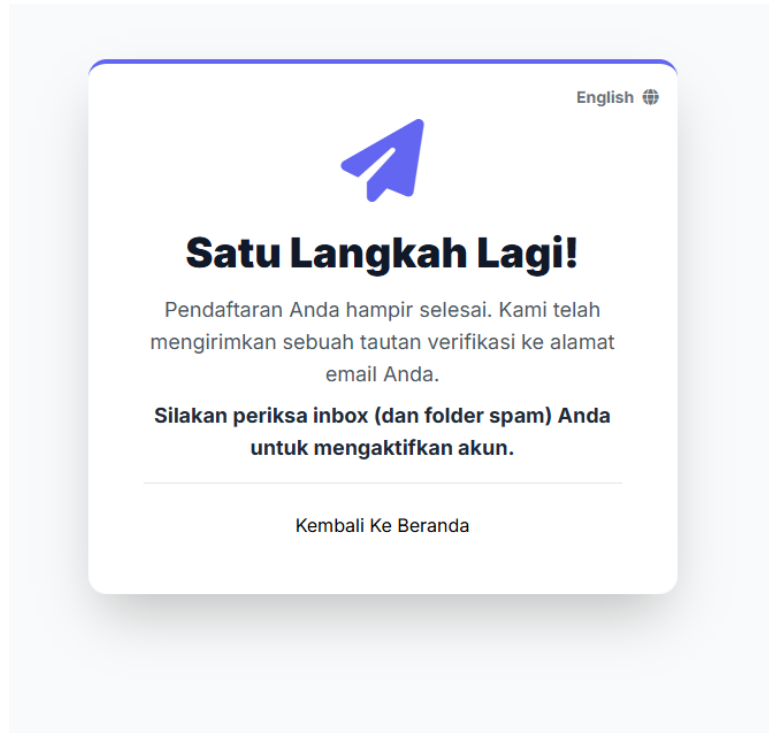 English
Satu Langkah Lagi!
Pendaftaran Anda hampir selesai. Kami telah
mengirimkan sebuah tautan verifikasi ke alamat
email Anda.
Silakan periksa inbox (dan folder spam) Anda
untuk mengaktifkan akun.
Kembali Ke Beranda